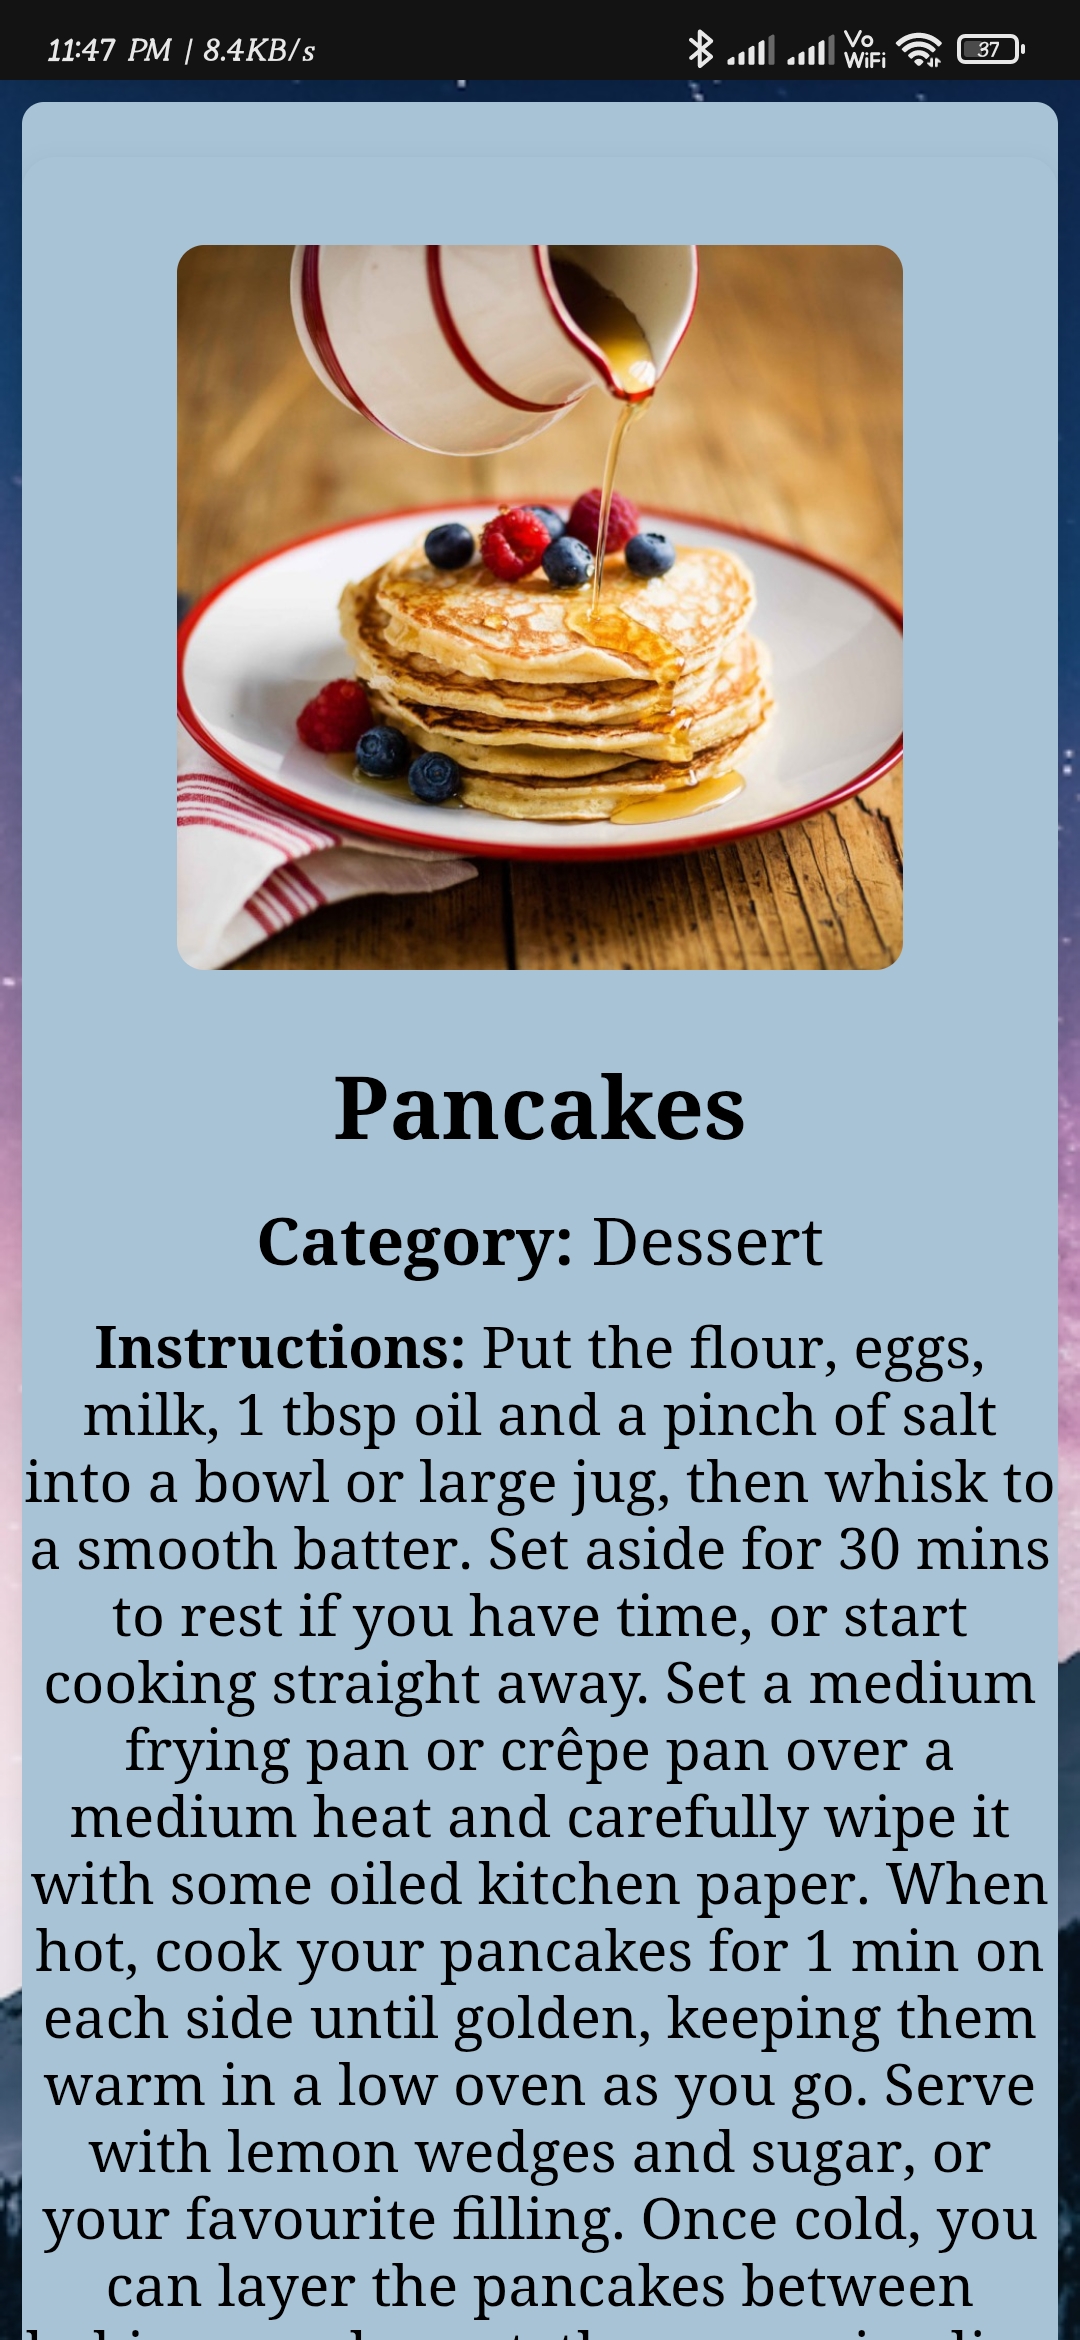 11:47 PM | 8.4KB/s
Vo
WiFi
37
Pancakes
Category: Dessert
Instructions: Put the flour, eggs,
milk, 1 tbsp oil and a pinch of salt
into a bowl or large jug, then whisk to
a smooth batter. Set aside for 30 mins
to rest if you have time, or start
cooking straight away. Set a medium
frying pan or crêpe pan over a
medium heat and carefully wipe it
with some oiled kitchen paper. When
hot, cook your pancakes for 1 min on
each side until golden, keeping them
warm in a low oven as you go. Serve
with lemon wedges and sugar, or
your favourite filling. Once cold, you
can layer the pancakes between